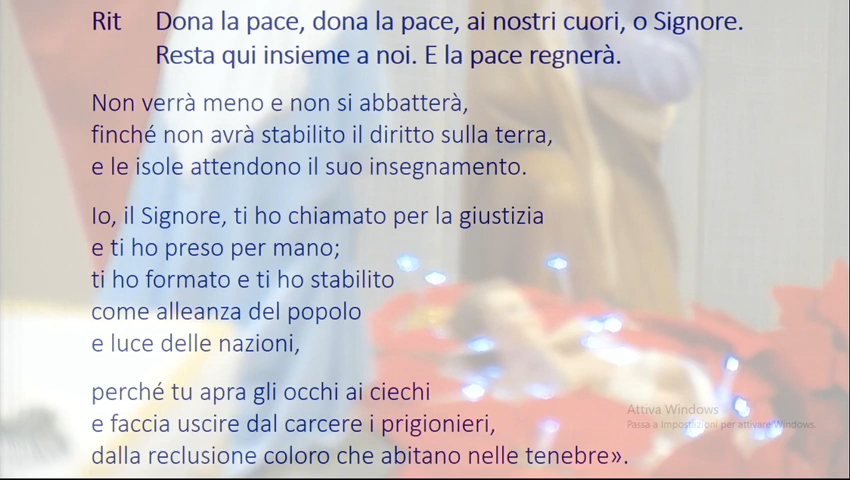 Rit Dona la pace, dona la pace, ai nostri cuori, o Signore.
Resta qui insieme a noi. E la pace regnerà.
Non verrà meno e non si abbatterà,
finché non avrà stabilito il diritto sulla terra,
e le isole attendono il suo insegnamento.
Io, il Signore, ti ho chiamato per la giustizia
e ti ho preso per mano;
ti ho formato e ti ho stabilito
come alleanza del popolo
e luce delle nazioni,
perché tu apra gli occhi ai ciechi
e faccia uscire dal carcere i prigionieri,
dalla reclusione coloro che abitano nelle tenebre».
Attiva Windows
Passa a Impostazioni per attivare Windows.